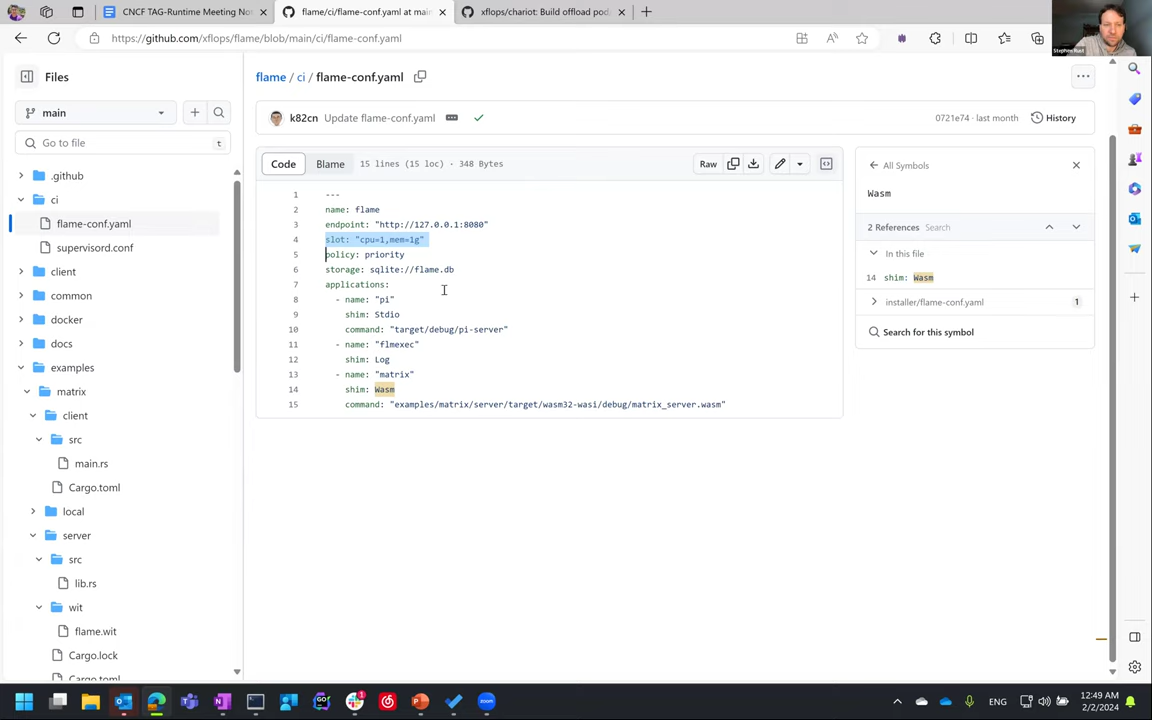 CNCF TAG-Runtime Meeting Not
flame/ci/flame-conf.yaml at main
xflops/chariot: Build offload pod
https://github.com/xflops/flame/blob/main/ci/flame-conf.yaml
Stephen Rust
Files
main
Go to file
t
.github
ci
flame-conf.yaml
supervisord.conf
client
common
docker
docs
examples
matrix
client
src
main.rs
Cargo.toml
local
server
src
lib.rs
wit
flame.wit
Cargo.lock
Cargo.toml
flame / ci / flame-conf.yaml
k82cn Update flame-conf.yaml
0721e74 · last month
History
Code
Blame
15 lines (15 loc) · 348 Bytes
Raw
1 ---
2 name: flame
3 endpoint: "http://127.0.0.1:8080"
4 slot: "cpu=1,mem=1g"
5 policy: priority
6 storage: sqlite://flame.db
7 applications:
8 - name: "pi"
9 shim: Stdio
10 command: "target/debug/pi-server"
11 - name: "flmexec"
12 shim: Log
13 - name: "matrix"
14 shim: Wasm
15 command: "examples/matrix/server/target/wasm32-wasi/debug/matrix_server.wasm"
All Symbols
Wasm
2 References Search
In this file
14 shim: Wasm
installer/flame-conf.yaml 1
Search for this symbol
ENG
12:49 AM
2/2/2024